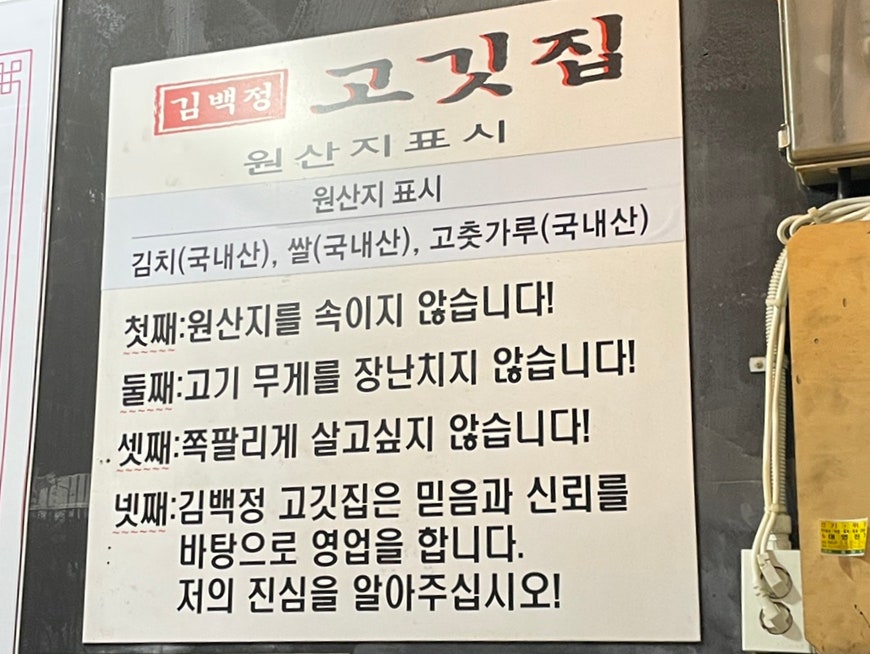 김백정 고깃집
원산지표시
원산지 표시
김치(국내산), 쌀(국내산), 고춧가루(국내산)
첫째:원산지를 속이지 않습니다!
둘째:고기 무게를 장난치지 않습니다!
셋째:쪽팔리게 살고싶지 않습니다!
넷째:김백정 고깃집은 믿음과 신뢰를
바탕으로 영업을 합니다.
저의 진심을 알아주십시오!